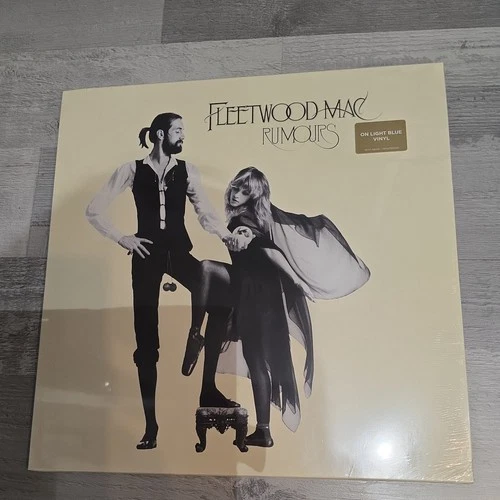 FLEETWOOD MAC
RUMOURS
ON LIGHT BLUE
VINYL